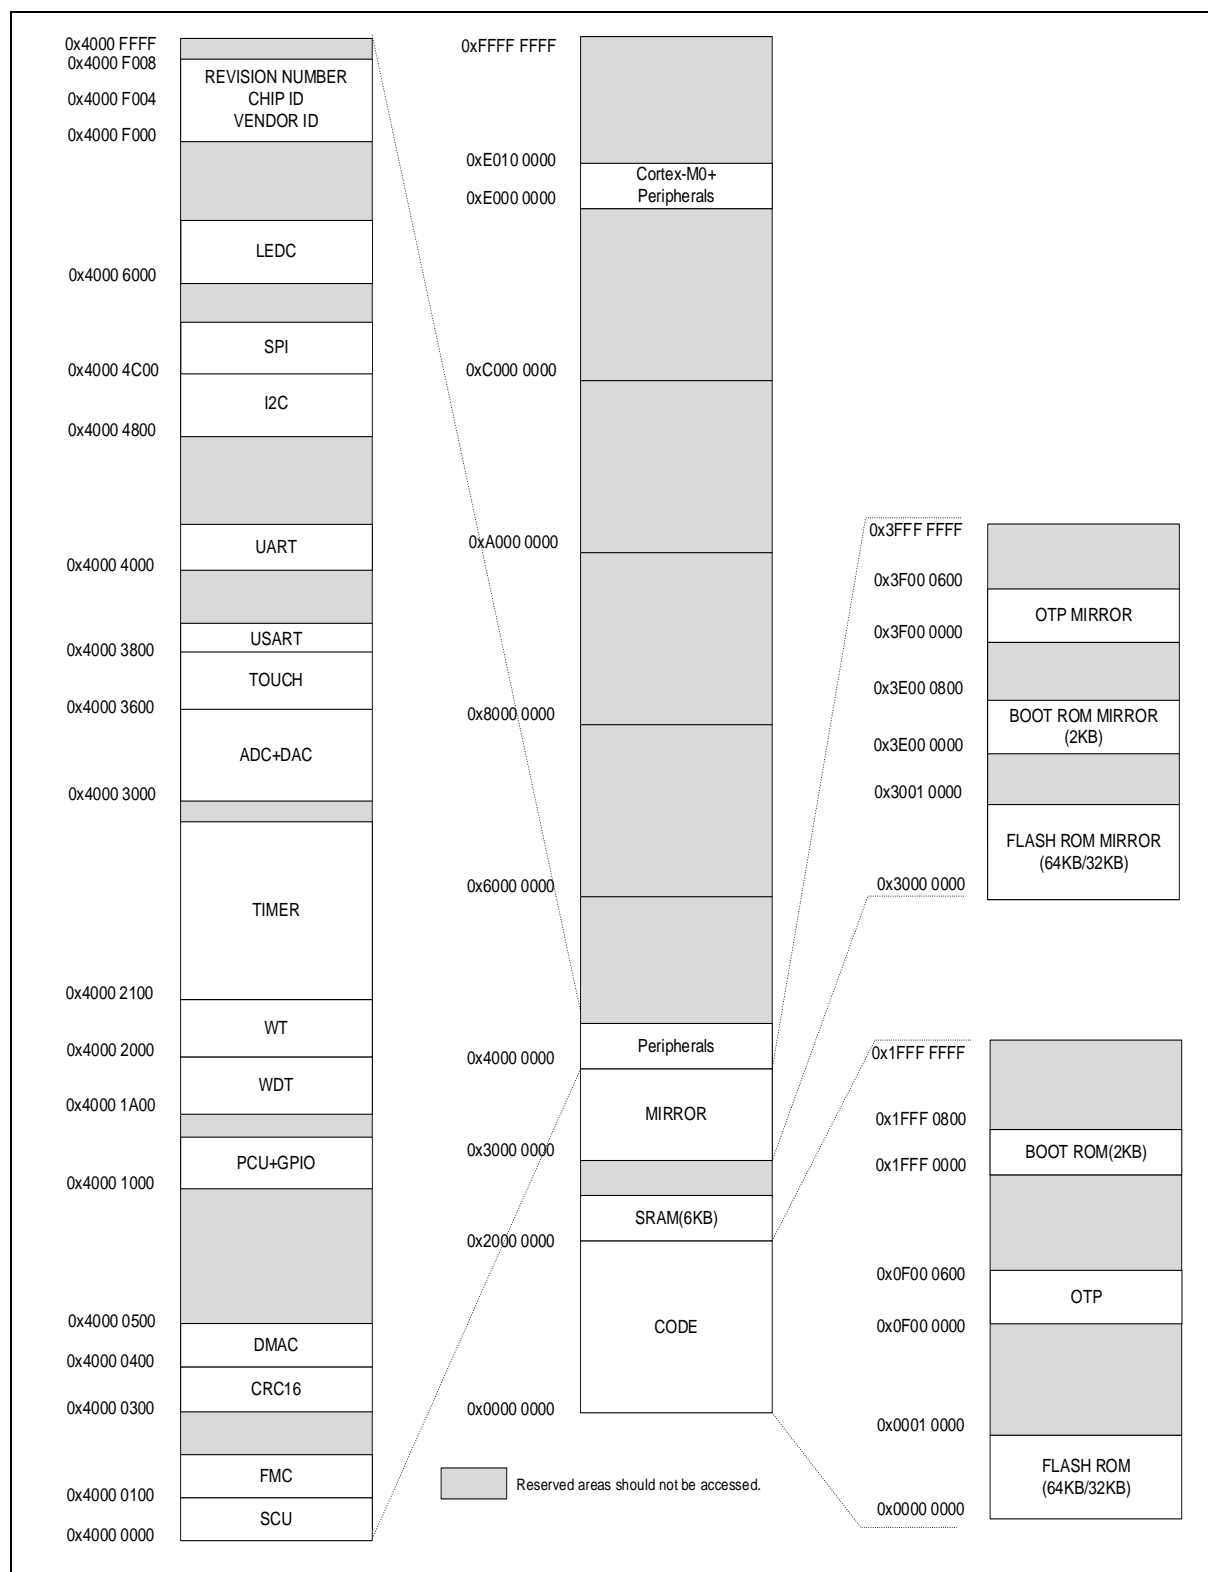 0x4000 FFFF
0x4000 F008
REVISION NUMBER
0x4000 F004
CHIP ID
VENDOR ID
0x4000 F000
LEDC
0x4000 6000
SPI
0x4000 4C00
I2C
0x4000 4800
UART
0x4000 4000
USART
0x4000 3800
TOUCH
0x4000 3600
ADC+DAC
0x4000 3000
TIMER
0x4000 2100
WT
0x4000 2000
WDT
0x4000 1A00
PCU+GPIO
0x4000 1000
0x4000 0500
DMAC
0x4000 0400
CRC16
0x4000 0300
FMC
0x4000 0100
SCU
0x4000 0000
0xFFFF FFFF
0xE010 0000
Cortex-M0+
Peripherals
0xE000 0000
0xC000 0000
0xA000 0000
0x8000 0000
0x6000 0000
Peripherals
0x4000 0000
MIRROR
0x3000 0000
SRAM(6KB)
0x2000 0000
CODE
0x0000 0000
Reserved areas should not be accessed.
0x3FFF FFFF
0x3F00 0600
OTP MIRROR
0x3F00 0000
0x3E00 0800
BOOT ROM MIRROR
(2KB)
0x3E00 0000
0x3001 0000
FLASH ROM MIRROR
(64KB/32KB)
0x3000 0000
0x1FFF FFFF
0x1FFF 0800
BOOT ROM(2KB)
0x1FFF 0000
0x0F00 0600
OTP
0x0F00 0000
0x0001 0000
FLASH ROM
(64KB/32KB)
0x0000 0000